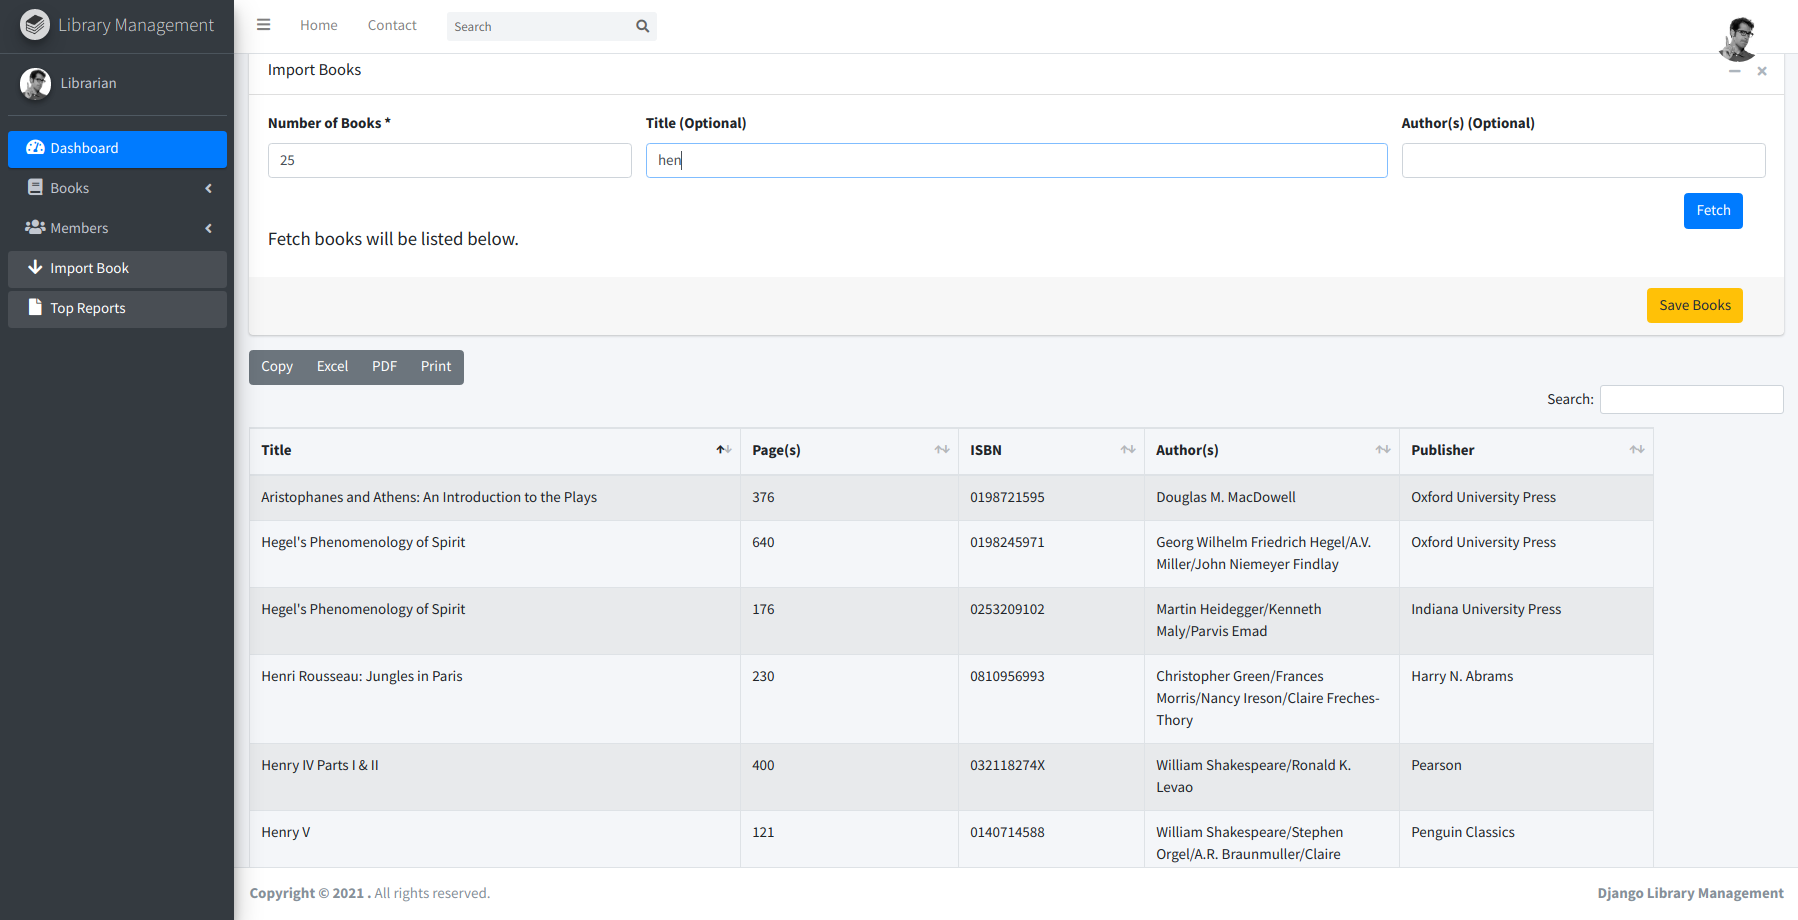 Library Management
Home
Contact
Search
Librarian
Dashboard
Books
Members
Import Book
Top Reports
Import Books
Number of Books *
Title (Optional)
Author(s) (Optional)
25
hen
Fetch
Fetch books will be listed below.
Save Books
Copy Excel PDF Print
Search:
Title Page(s) ISBN Author(s) Publisher
Aristophanes and Athens: An Introduction to the Plays 376 0198721595 Douglas M. MacDowell Oxford University Press
Hegel's Phenomenology of Spirit 640 0198245971 Georg Wilhelm Friedrich Hegel/A.V. Oxford University Press
Miller/John Niemeyer Findlay
Hegel's Phenomenology of Spirit 176 0253209102 Martin Heidegger/Kenneth Indiana University Press
Maly/Parvis Emad
Henri Rousseau: Jungles in Paris 230 0810956993 Christopher Green/Frances Harry N. Abrams
Morris/Nancy Ireson/Claire Freches-
Thory
Henry IV Parts I & II 400 032118274X William Shakespeare/Ronald K. Pearson
Levao
Henry V 121 0140714588 William Shakespeare/Stephen Penguin Classics
Orgel/A.R. Braunmuller/Claire
Copyright © 2021 . All rights reserved.
Django Library Management